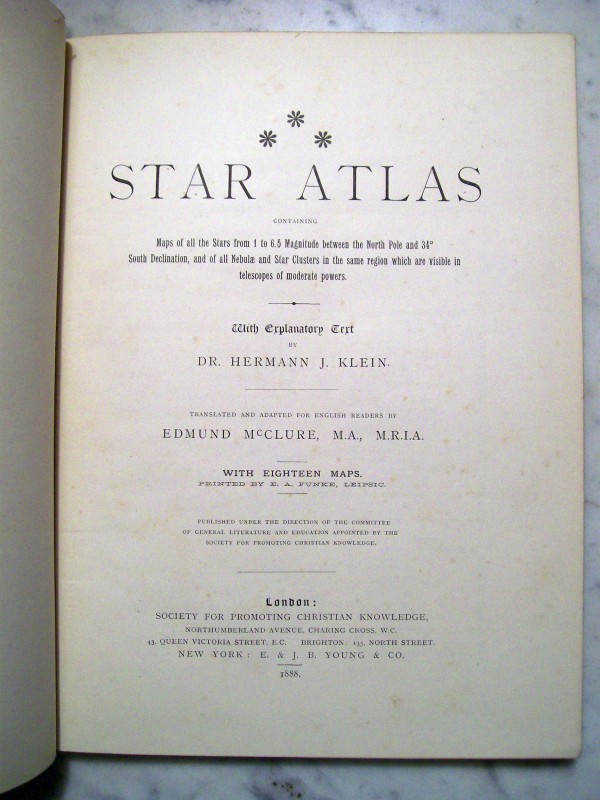 STAR ATLAS
CONTAINING
Maps of all the Stars from 1 to 6.5 Magnitude between the North Pole and 34°
South Declination, and of all Nebulæ and Star Clusters in the same region which are visible in
telescopes of moderate powers.
With Explanatory Text
BY
DR. HERMANN J. KLEIN.
TRANSLATED AND ADAPTED FOR ENGLISH READERS BY
EDMUND McCLURE, M.A., M.R.I.A.
WITH EIGHTEEN MAPS.
PRINTED BY E. A. FUNKE, LEIPSIC.
PUBLISHED UNDER THE DIRECTION OF THE COMMITTEE
OF GENERAL LITERATURE AND EDUCATION APPOINTED BY THE
SOCIETY FOR PROMOTING CHRISTIAN KNOWLEDGE.
London:
SOCIETY FOR PROMOTING CHRISTIAN KNOWLEDGE,
NORTHUMBERLAND AVENUE, CHARING CROSS, W.C.
43, QUEEN VICTORIA STREET, E.C. BRIGHTON: 135, NORTH STREET.
NEW YORK: E. & J. B. YOUNG & CO.
1888.